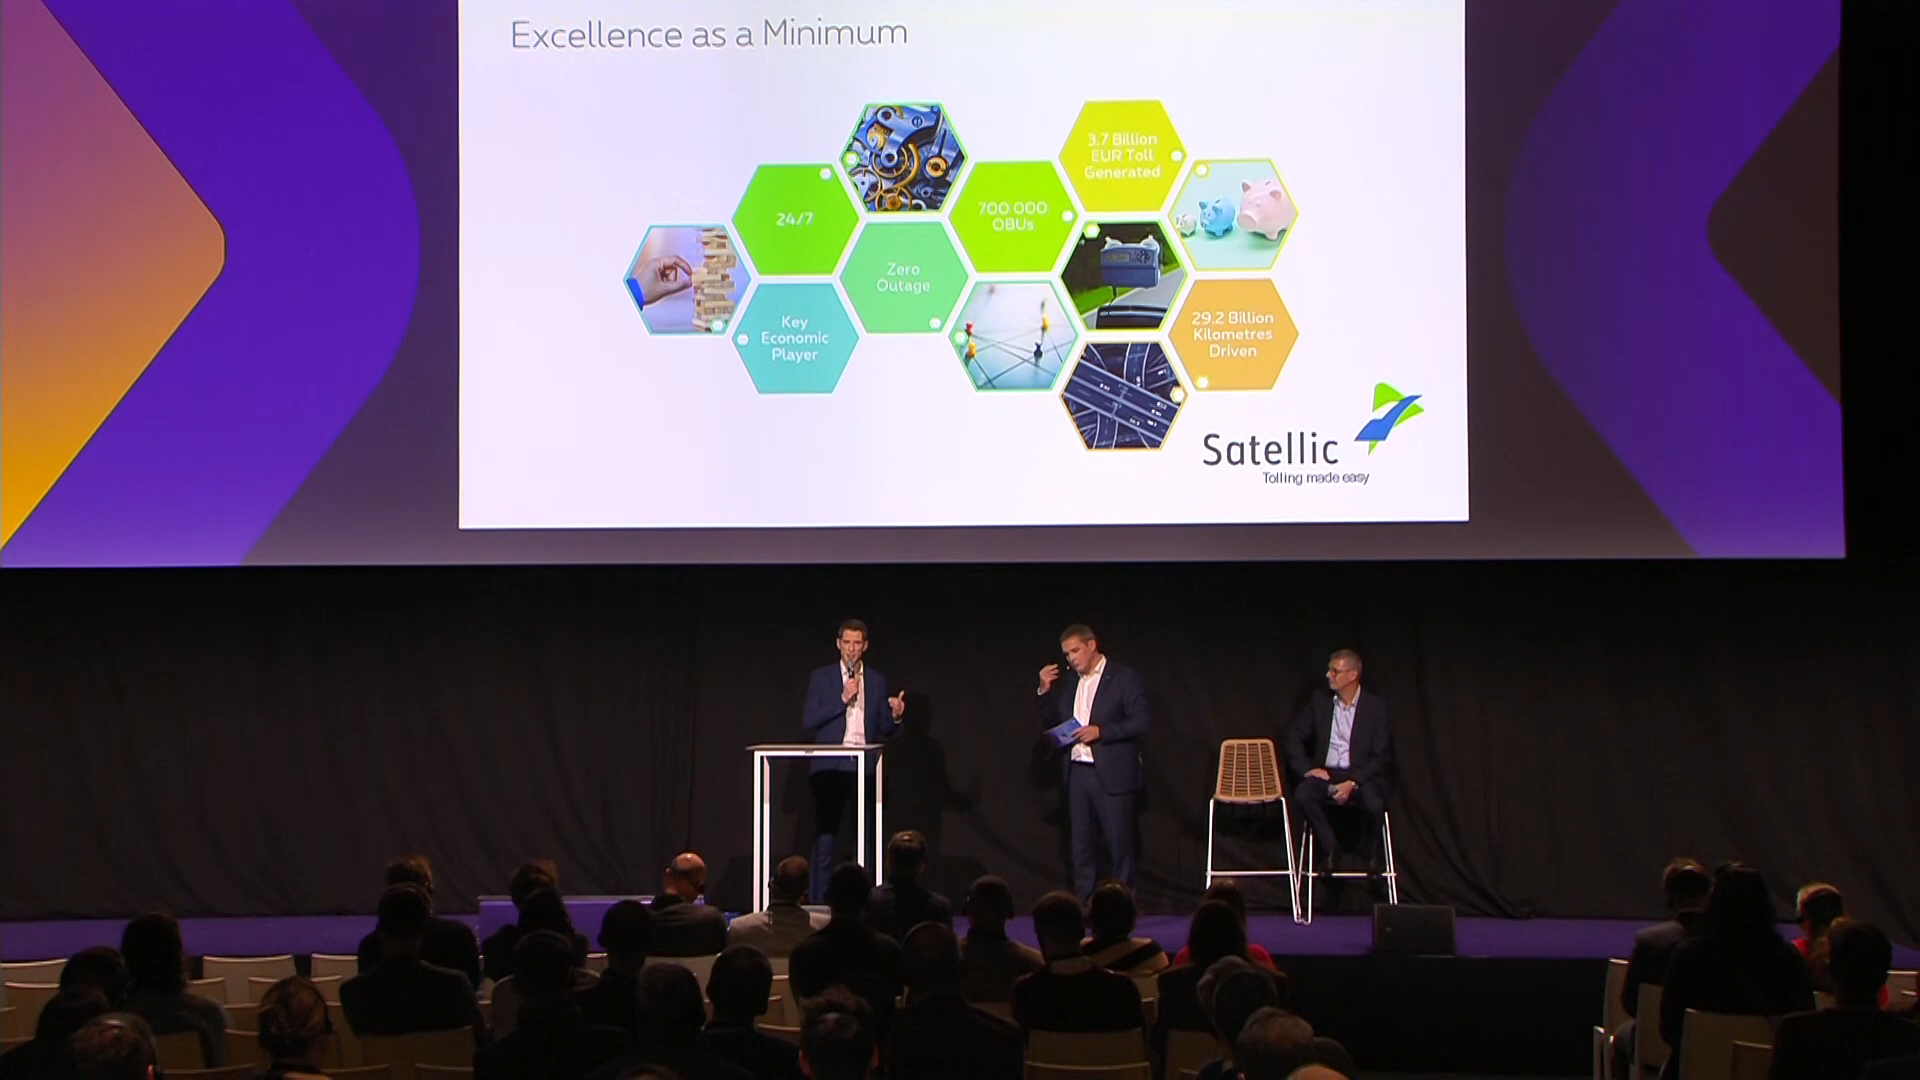 Excellence as a Minimum
3.7 Billion
EUR Toll
Generated
24/7
700 000
OBUs
Zero
Outage
Key
Economic
Player
29.2 Billion
Kilometres
Driven
Satellic
Tolling made easy